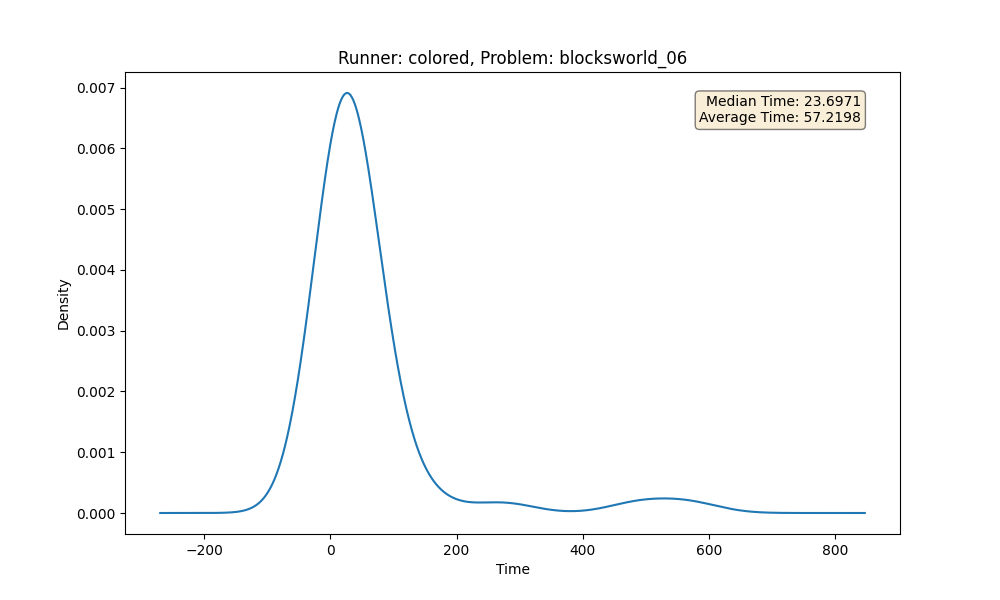 Runner: colored, Problem: blocksworld_06
Median Time: 23.6971
Average Time: 57.2198
Density
0.007
0.006
0.005
0.004
0.003
0.002
0.001
0.000
−200
0
200
400
600
800
Time